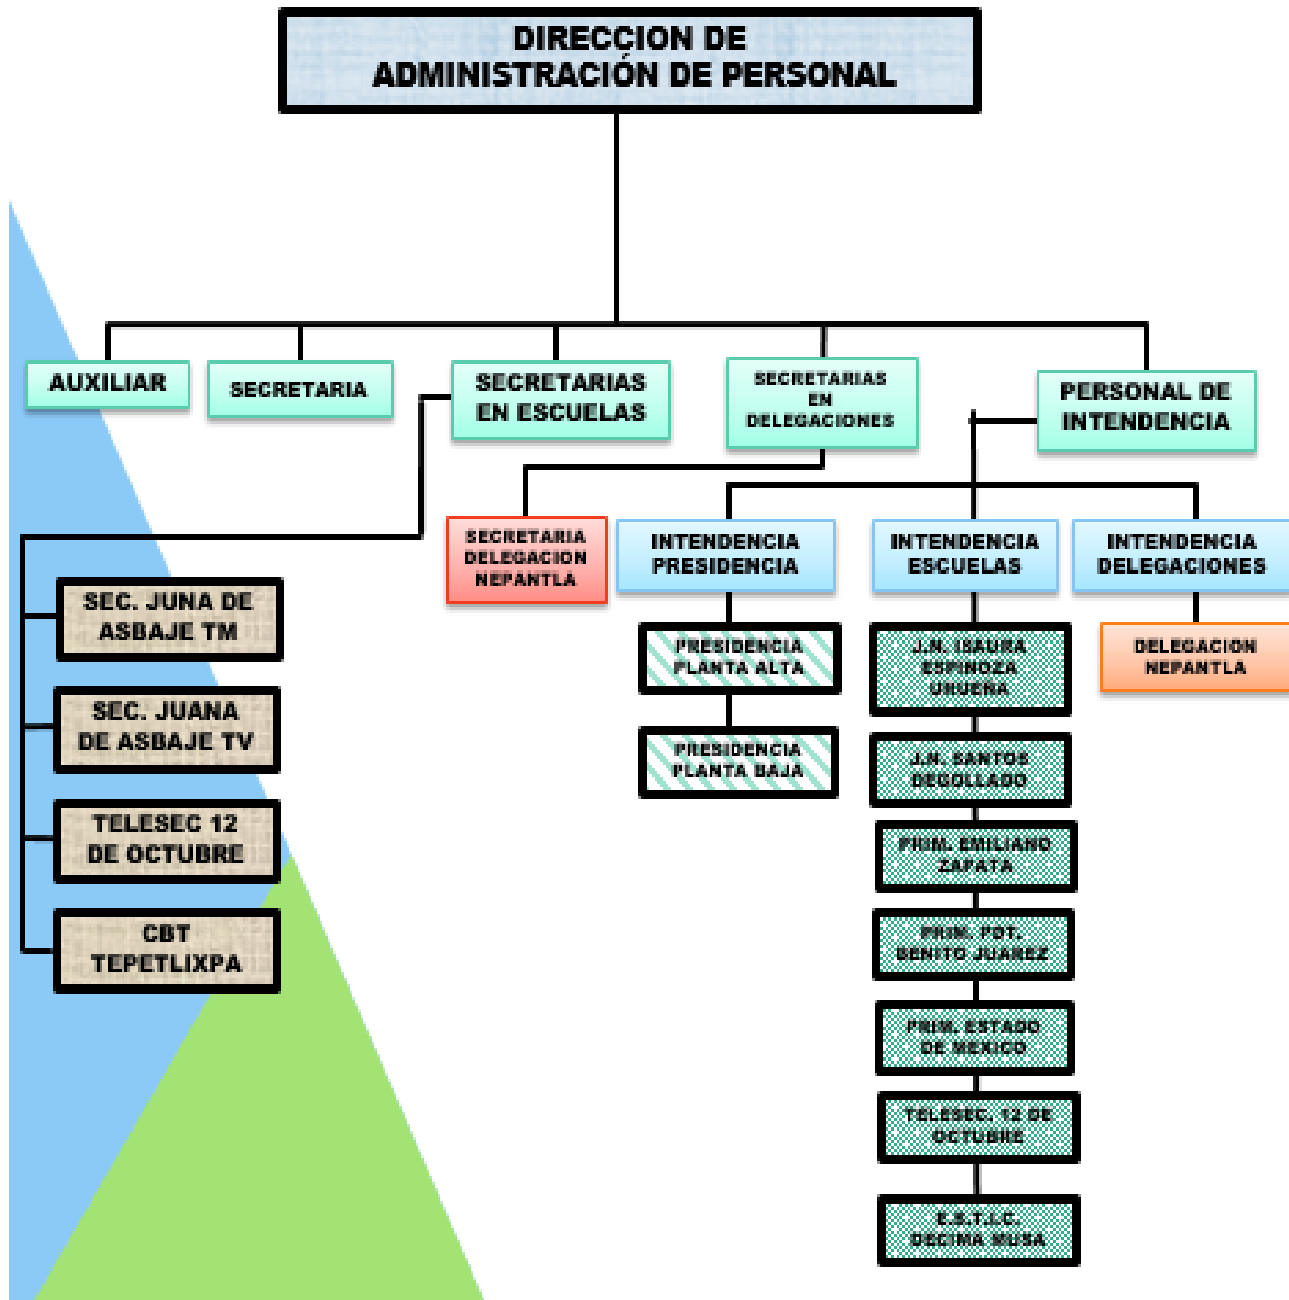 DIRECCION DE
ADMINISTRACIÓN DE PERSONAL
AUXILIAR
SECRETARIA
SECRETARIAS
EN ESCUELAS
SECRETARIAS
EN
DELEGACIONES
PERSONAL DE
INTENDENCIA
SECRETARIA
DELEGACION
NEPANTLA
INTENDENCIA
PRESIDENCIA
INTENDENCIA
ESCUELAS
INTENDENCIA
DELEGACIONES
SEC. JUNA DE
ASBAJE TM
SEC. JUANA
DE ASBAJE TV
TELESEC 12
DE OCTUBRE
CBT
TEPETLIXPA
PRESIDENCIA
PLANTA ALTA
PRESIDENCIA
PLANTA BAJA
J.N. ISAURA
ESPINOZA
URUEÑA
J.N. SANTOS
DEGOLLADO
PRIM. EMILIANO
ZAPATA
PRIM. PDT.
BENITO JUAREZ
PRIM. ESTADO
DE MEXICO
TELESEC. 12 DE
OCTUBRE
E.S.T.I.C.
DECIMA MUSA
DELEGACION
NEPANTLA